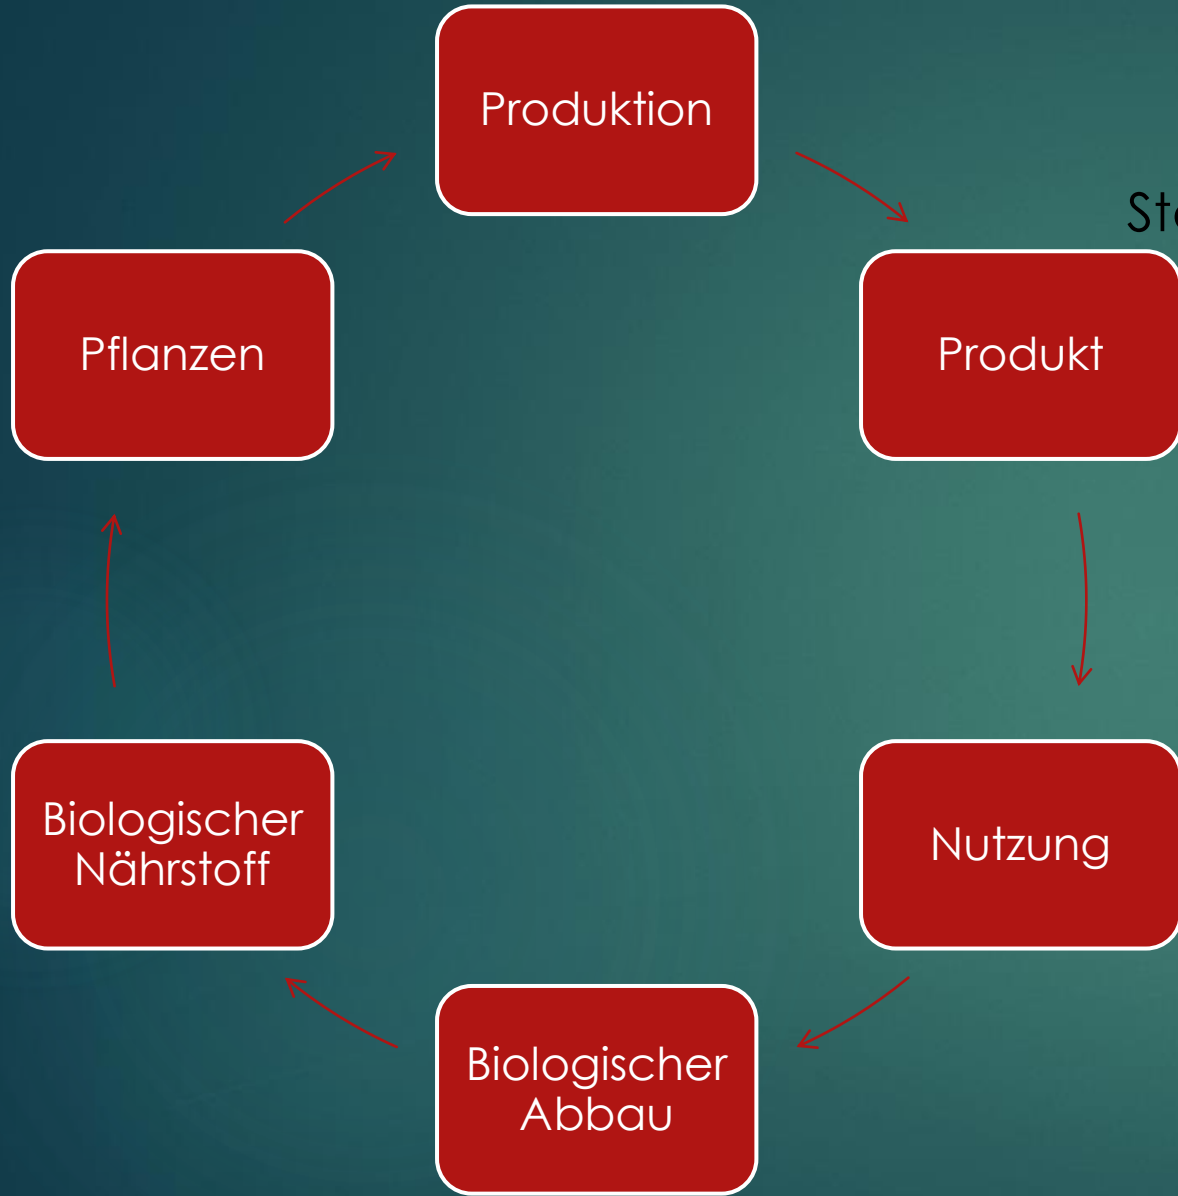 Produktion
Produkt
Nutzung
Biologischer
Abbau
Biologischer
Nährstoff
Pflanzen